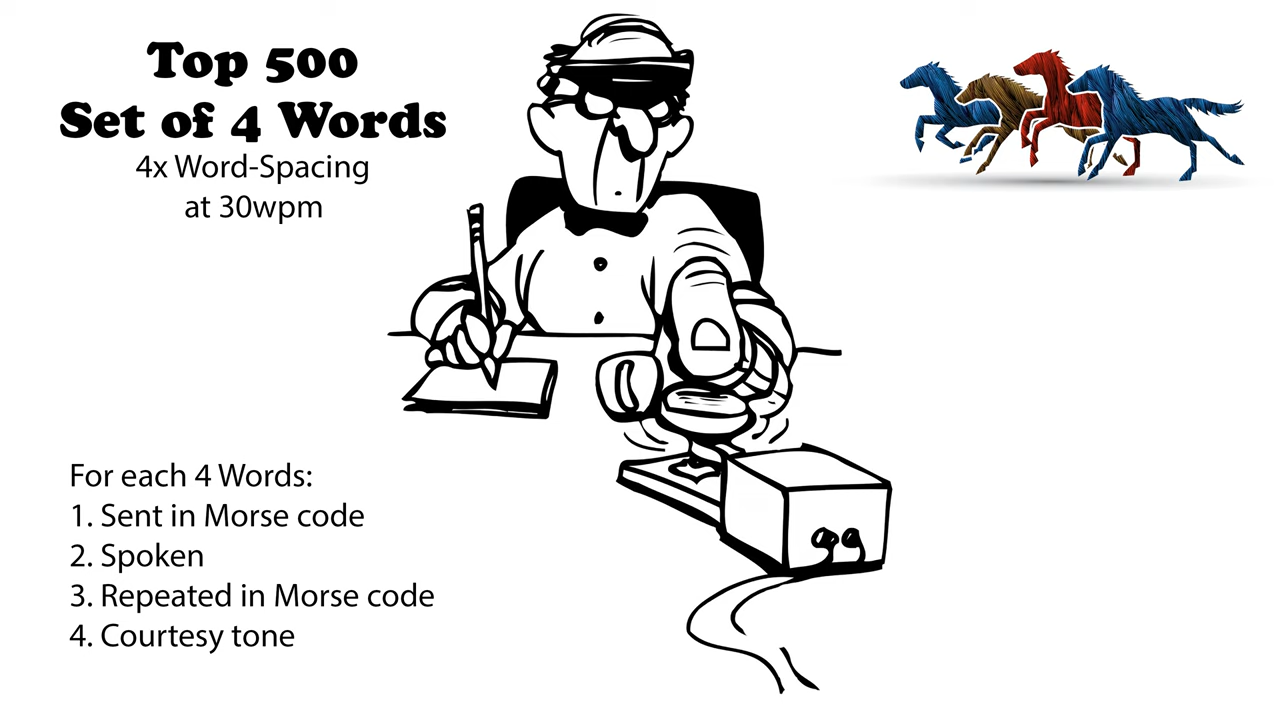 Top 500
Set of 4 Words
4x Word-Spacing
at 30wpm
For each 4 Words:
1. Sent in Morse code
2. Spoken
3. Repeated in Morse code
4. Courtesy tone